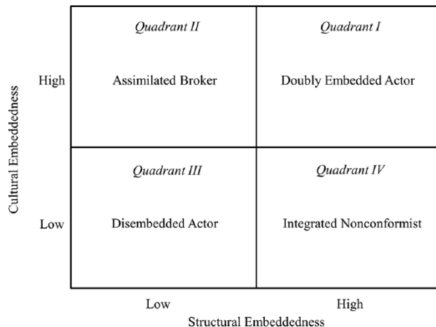 Quadrant II
Quadrant I
High
Assimilated Broker
Doubly Embedded Actor
Cultural Embeddedness
Quadrant III
Quadrant IV
Low
Disembedded Actor
Integrated Nonconformist
Low
High
Structural Embeddedness